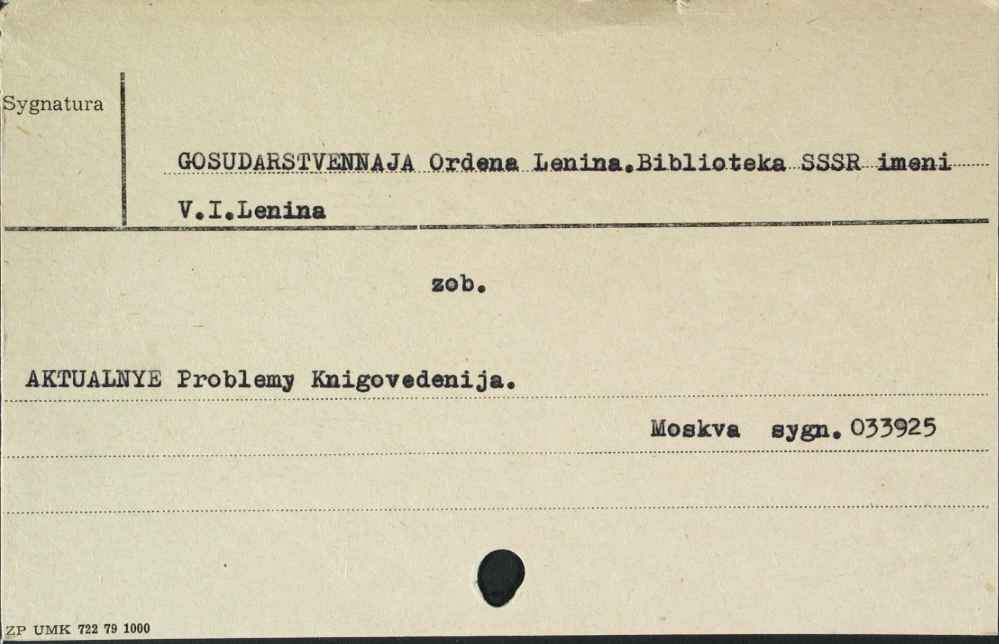 Sygnatura
GOSUDARSTVENNAJA Ordena Lenina.Biblioteka SSSR imeni
V.I.Lenina
zob.
AKTUALNYE Problemy Knigovedenija.
Moskva sygn. 033925
ZP UMK 722 79 1000